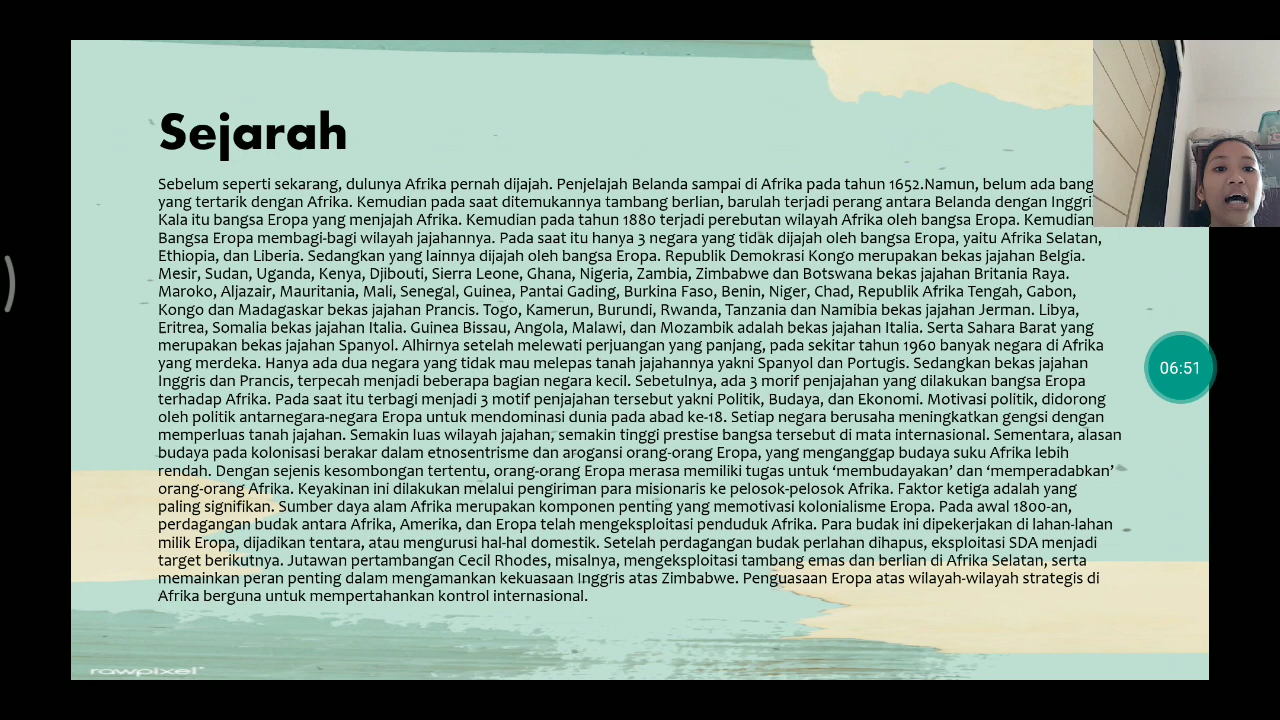 Sejarah
Sebelum seperti sekarang, dulunya Afrika pernah dijajah. Penjelajah Belanda sampai di Afrika pada tahun 1652.Namun, belum ada bang
yang tertarik dengan Afrika. Kemudian pada saat ditemukannya tambang berlian, barulah terjadi perang antara Belanda dengan Inggri
Kala itu bangsa Eropa yang menjajah Afrika. Kemudian pada tahun 1880 terjadi perebutan wilayah Afrika oleh bangsa Eropa. Kemudian
Bangsa Eropa membagi-bagi wilayah jajahannya. Pada saat itu hanya 3 negara yang tidak dijajah oleh bangsa Eropa, yaitu Afrika Selatan,
Ethiopia, dan Liberia. Sedangkan yang lainnya dijajah oleh bangsa Eropa. Republik Demokrasi Kongo merupakan bekas jajahan Belgia.
Mesir, Sudan, Uganda, Kenya, Djibouti, Sierra Leone, Ghana, Nigeria, Zambia, Zimbabwe dan Botswana bekas jajahan Britania Raya.
Maroko, Aljazair, Mauritania, Mali, Senegal, Guinea, Pantai Gading, Burkina Faso, Benin, Niger, Chad, Republik Afrika Tengah, Gabon,
Kongo dan Madagaskar bekas jajahan Prancis. Togo, Kamerun, Burundi, Rwanda, Tanzania dan Namibia bekas jajahan Jerman. Libya,
Eritrea, Somalia bekas jajahan Italia. Guinea Bissau, Angola, Malawi, dan Mozambik adalah bekas jajahan Italia. Serta Sahara Barat yang
merupakan bekas jajahan Spanyol. Alhirnya setelah melewati perjuangan yang panjang, pada sekitar tahun 1960 banyak negara di Afrika
yang merdeka. Hanya ada dua negara yang tidak mau melepas tanah jajahannya yakni Spanyol dan Portugis. Sedangkan bekas jajahan
Inggris dan Prancis, terpecah menjadi beberapa bagian negara kecil. Sebetulnya, ada 3 morif penjajahan yang dilakukan bangsa Eropa
terhadap Afrika. Pada saat itu terbagi menjadi 3 motif penjajahan tersebut yakni Politik, Budaya, dan Ekonomi. Motivasi politik, didorong
oleh politik antarnegara-negara Eropa untuk mendominasi dunia pada abad ke-18. Setiap negara berusaha meningkatkan gengsi dengan
memperluas tanah jajahan. Semakin luas wilayah jajahan, semakin tinggi prestise bangsa tersebut di mata internasional. Sementara, alasan
budaya pada kolonisasi berakar dalam etnosentrisme dan arogansi orang-orang Eropa, yang menganggap budaya suku Afrika lebih
rendah. Dengan sejenis kesombongan tertentu, orang-orang Eropa merasa memiliki tugas untuk ‘membudayakan’ dan ‘memperadabkan’
orang-orang Afrika. Keyakinan ini dilakukan melalui pengiriman para misionaris ke pelosok-pelosok Afrika. Faktor ketiga adalah yang
paling signifikan. Sumber daya alam Afrika merupakan komponen penting yang memotivasi kolonialisme Eropa. Pada awal 1800-an,
perdagangan budak antara Afrika, Amerika, dan Eropa telah mengeksploitasi penduduk Afrika. Para budak ini dipekerjakan di lahan-lahan
milik Eropa, dijadikan tentara, atau mengurusi hal-hal domestik. Setelah perdagangan budak perlahan dihapus, eksploitasi SDA menjadi
target berikutnya. Jutawan pertambangan Cecil Rhodes, misalnya, mengeksploitasi tambang emas dan berlian di Afrika Selatan, serta
memainkan peran penting dalam mengamankan kekuasaan Inggris atas Zimbabwe. Penguasaan Eropa atas wilayah-wilayah strategis di
Afrika berguna untuk mempertahankan kontrol internasional.
06:51
rawpixel